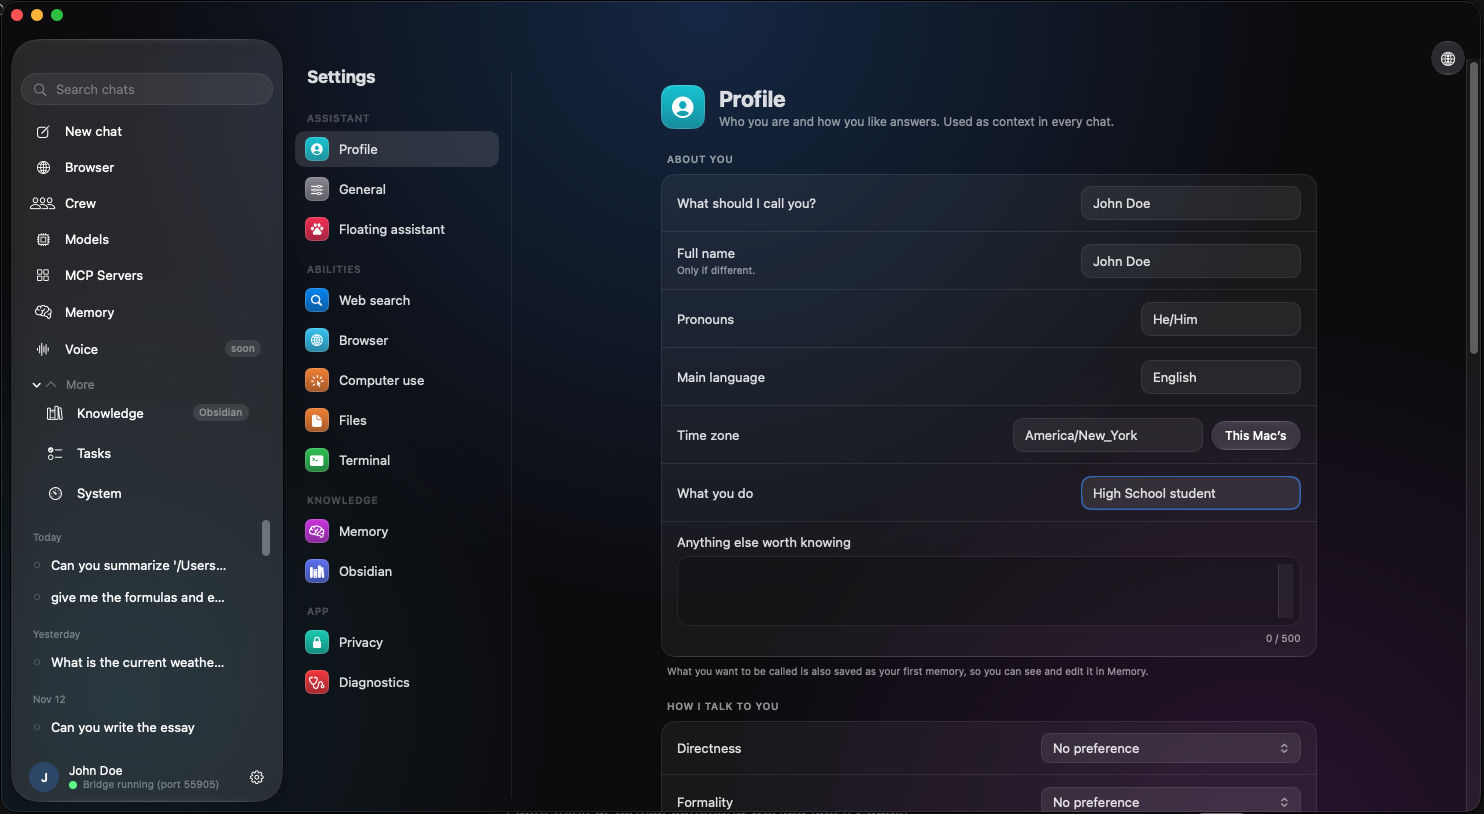 Search chats
New chat
Browser
Crew
Models
MCP Servers
Memory
Voice soon
More
Knowledge Obsidian
Tasks
System
Today
Can you summarize '/Users...
give me the formulas and e...
Yesterday
What is the current weathe...
Nov 12
Can you write the essay
J
John Doe
Bridge running (port 55905)
Settings
ASSISTANT
Profile
General
Floating assistant
ABILITIES
Web search
Browser
Computer use
Files
Terminal
KNOWLEDGE
Memory
Obsidian
APP
Privacy
Diagnostics
Profile
Who you are and how you like answers. Used as context in every chat.
ABOUT YOU
What should I call you? John Doe
Full name John Doe
Only if different.
Pronouns He/Him
Main language English
Time zone America/New_York This Mac's
What you do High School student
Anything else worth knowing
0 / 500
What you want to be called is also saved as your first memory, so you can see and edit it in Memory.
HOW I TALK TO YOU
Directness No preference
Formality No preference